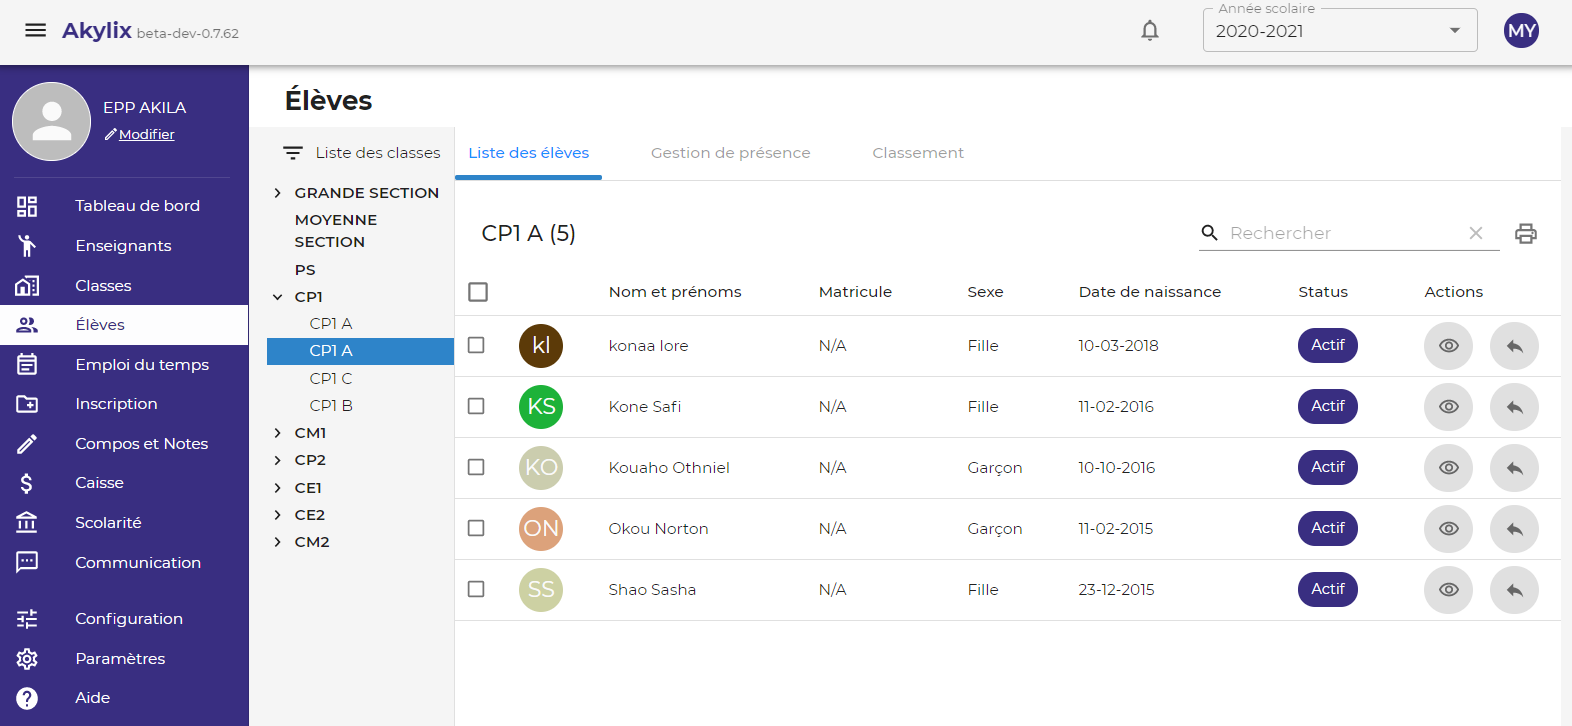 Akylix beta-dev-0.7.62
Année scolaire
2020-2021
MY
EPP AKILA
Modifier
Tableau de bord
Enseignants
Classes
Élèves
Emploi du temps
Inscription
Compos et Notes
Caisse
Scolarité
Communication
Configuration
Paramètres
Aide
Élèves
Liste des classes
GRANDE SECTION
MOYENNE
SECTION
PS
CP1
CP1 A
CP1 A
CP1 C
CP1 B
CM1
CP2
CE1
CE2
CM2
Liste des élèves Gestion de présence Classement
CP1 A (5)
Rechercher
Nom et prénoms Matricule Sexe Date de naissance Status Actions
kl konaa lore N/A Fille 10-03-2018 Actif
KS Kone Safi N/A Fille 11-02-2016 Actif
KO Kouaho Othniel N/A Garçon 10-10-2016 Actif
ON Okou Norton N/A Garçon 11-02-2015 Actif
SS Shao Sasha N/A Fille 23-12-2015 Actif